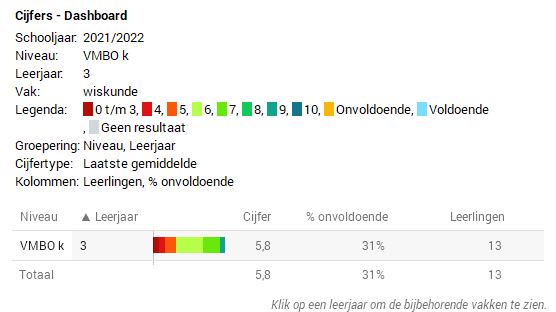 Cijfers - Dashboard
Schooljaar: 2021/2022
Niveau: VMBO k
Leerjaar: 3
Vak: wiskunde
Legenda: 0 t/m 3, 4, 5, 6, 7, 8, 9, 10, Onvoldoende, Voldoende
, Geen resultaat
Groepering: Niveau, Leerjaar
Cijfertype: Laatste gemiddelde
Kolommen: Leerlingen, % onvoldoende
Niveau ▲ Leerjaar Cijfer % onvoldoende Leerlingen
VMBO k 3 5,8 31% 13
Totaal 5,8 31% 13
Klik op een leerjaar om de bijbehorende vakken te zien.